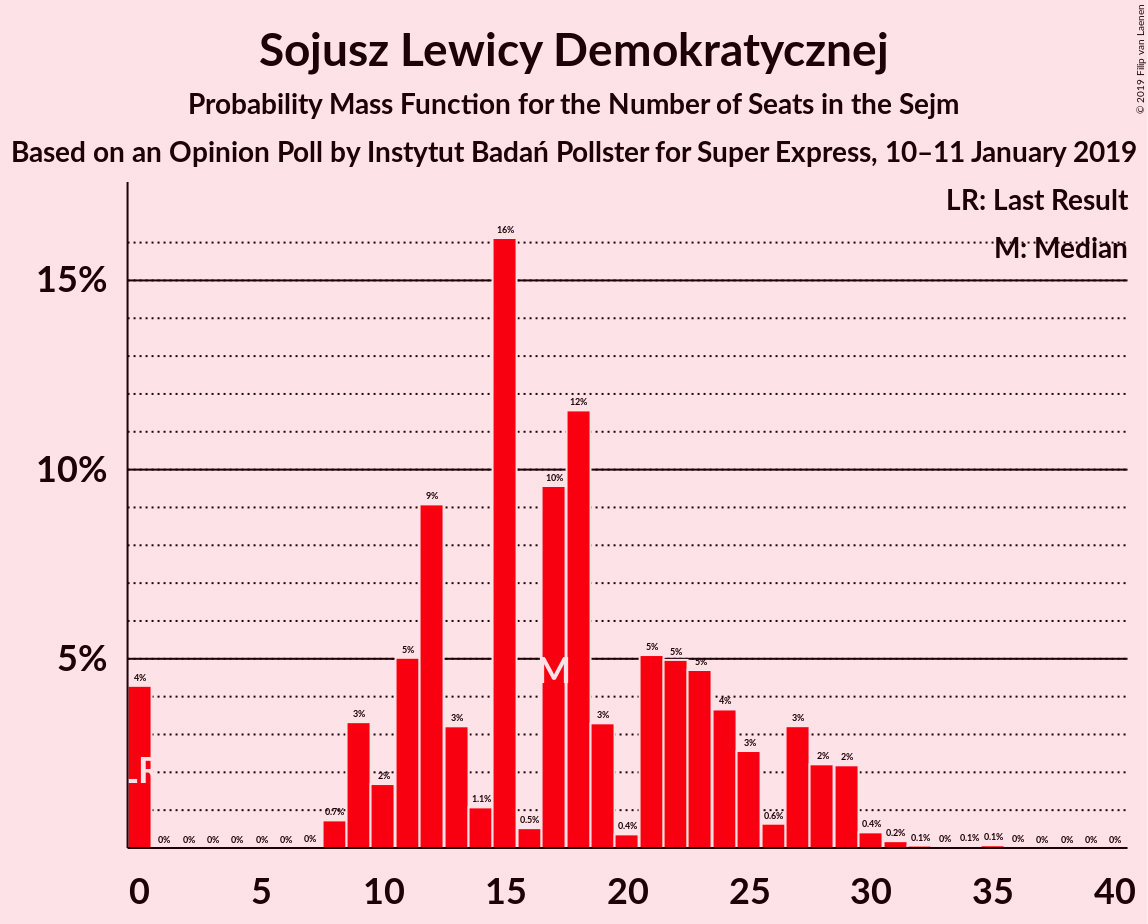 Sojusz Lewicy Demokratycznej
Probability Mass Function for the Number of Seats in the Sejm
Based on an Opinion Poll by Instytut Badań Pollster for Super Express, 10–11 January 2019
© 2019 Filip van Laenen
LR: Last Result
M: Median
15%
10%
5%
4% 0% 0% 0% 0% 0% 0% 0% 0.7% 3% 2% 5% 9% 3% 1.1% 16% 0.5% 10% 12% 3% 0.4% 5% 5% 5% 4% 3% 0.6% 3% 2% 2% 0.4% 0.2% 0.1% 0% 0.1% 0.1% 0% 0% 0% 0% 0%
LR
M
0 5 10 15 20 25 30 35 40